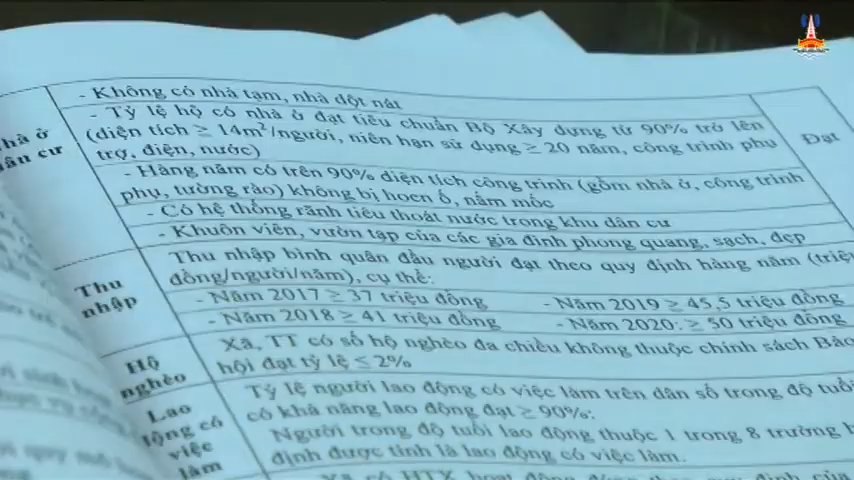 - Không có nhà tạm, nhà dột nát
- Tỷ lệ hộ có nhà ở đạt tiêu chuẩn Bộ Xây dựng từ 90% trở lên
(diện tích ≥ 14m²/người, niên hạn sử dụng ≥ 20 năm, công trình phụ
trợ, điện, nước)
Đạt
ở
cư
- Hàng năm có trên 90% diện tích công trình (gồm nhà ở, công trình
phụ, tường rào) không bị hoen ố, nấm mốc
- Có hệ thống rãnh tiêu thoát nước trong khu dân cư
- Khuôn viên, vườn tạp của các gia đình phong quang, sạch, đẹp
Thu
nhập
Thu nhập bình quân đầu người đạt theo quy định hàng năm
đồng/người/năm), cụ thể:
- Năm 2017 ≥ 37 triệu đồng - Năm 2019 ≥ 45,5 triệu đồng
- Năm 2018 ≥ 41 triệu đồng - Năm 2020: ≥ 50 triệu đồng
Hộ
nghèo
Xã, TT có số hộ nghèo đa chiều không thuộc chính sách Bảo
hội đạt tỷ lệ ≤ 2%
Lao
động có
việc
làm
Tỷ lệ người lao động có việc làm trên dân số trong độ tuổi
có khả năng lao động đạt ≥ 90%:
Người trong độ tuổi lao động thuộc 1 trong 8 trường
định được tính là lao động có việc làm.
Xã có HTX hoạt động